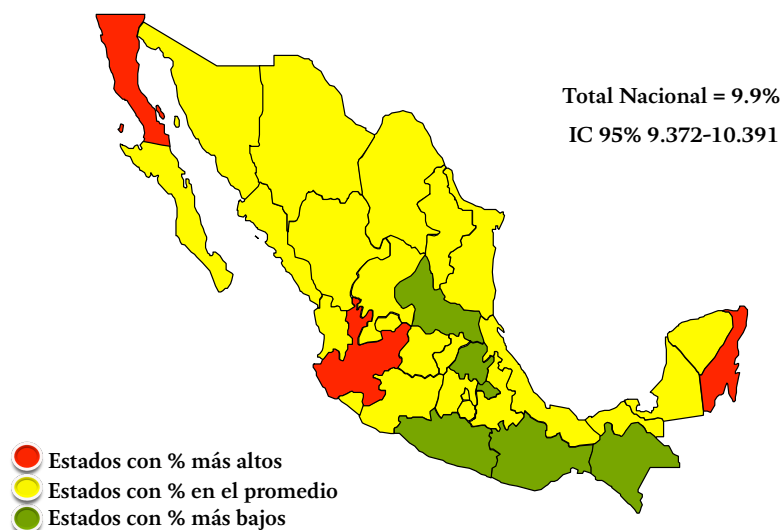 Total Nacional = 9.9%
IC 95% 9.372-10.391
Estados con % más altos
Estados con % en el promedio
Estados con % más bajos